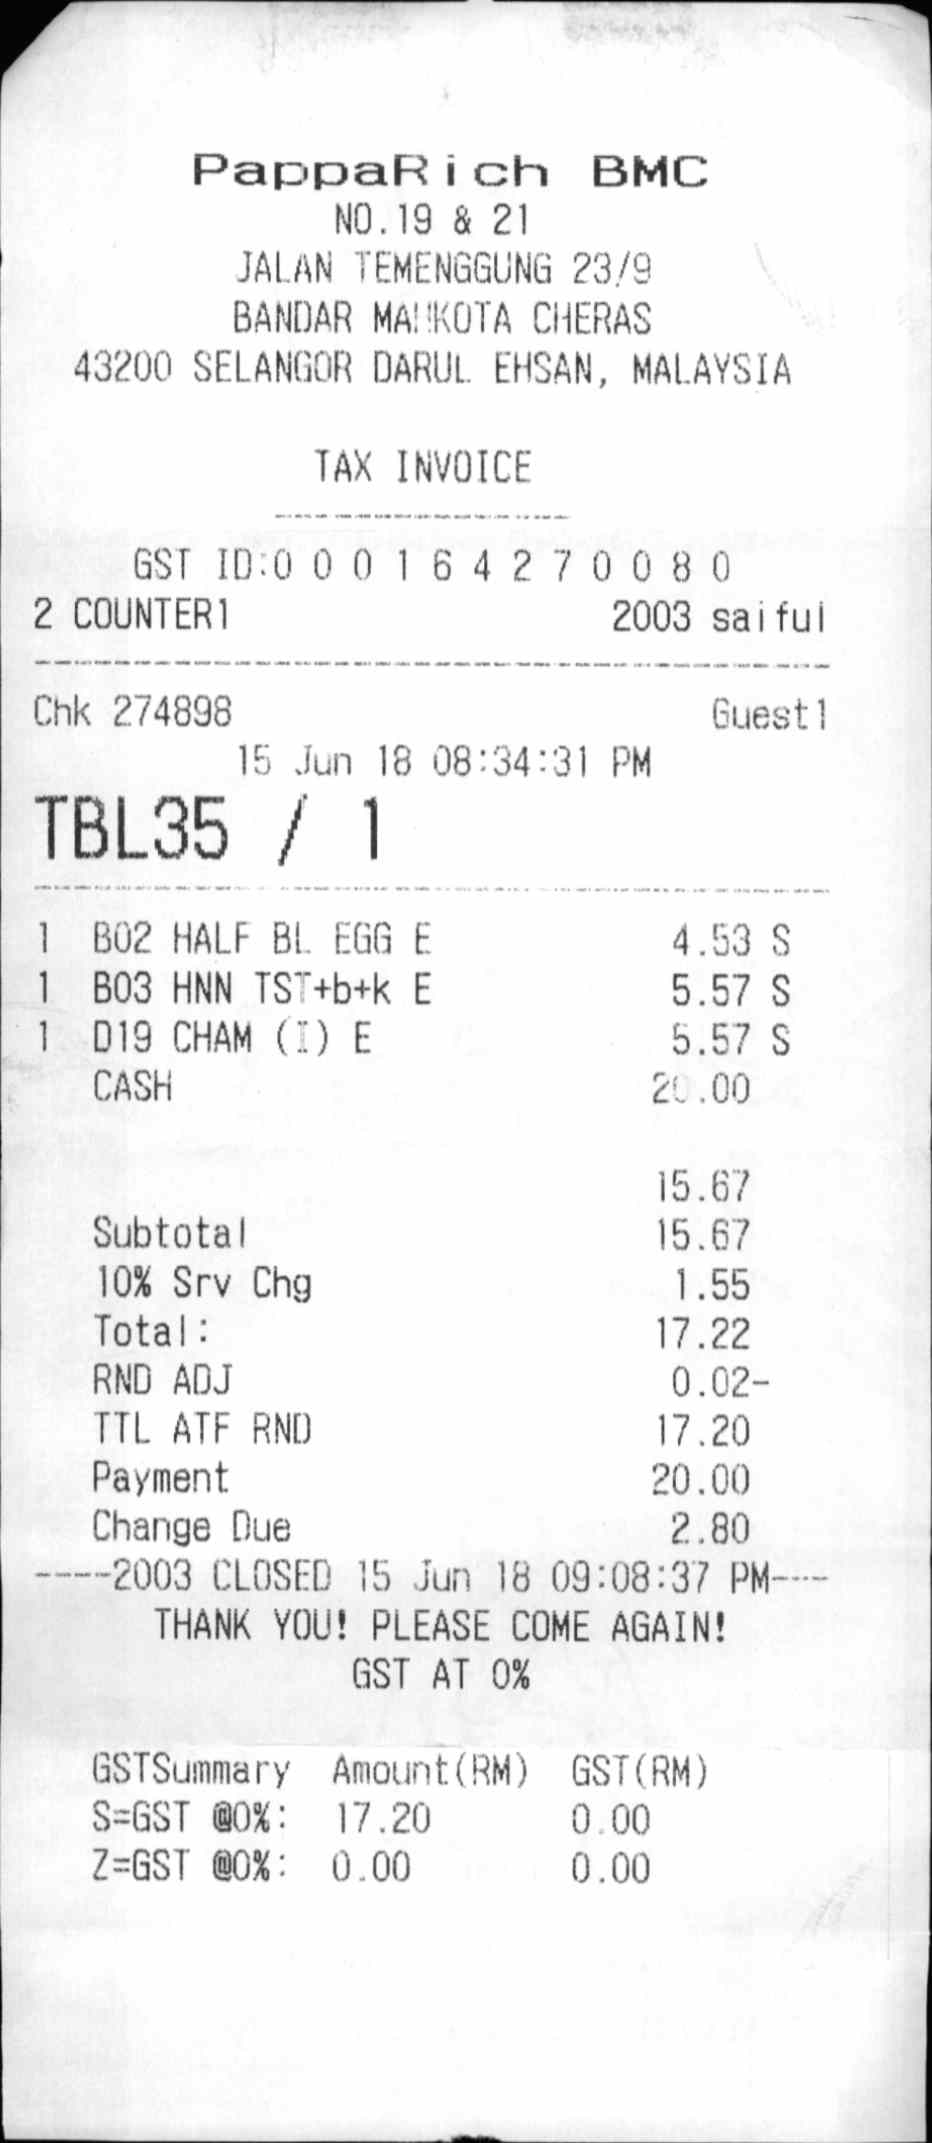 PappaRich BMC
NO.19 & 21
JALAN TEMENGGUNG 23/9
BANDAR MAHKOTA CHERAS
43200 SELANGOR DARUL EHSAN, MALAYSIA
TAX INVOICE
GST ID:0 0 0 1 6 4 2 7 0 0 8 0
2 COUNTER1 2003 saiful
Chk 274898 Guest1
15 Jun 18 08:34:31 PM
TBL35 / 1
1 B02 HALF BL EGG E 4.53 S
1 B03 HNN TST+b+k E 5.57 S
1 D19 CHAM (I) E 5.57 S
CASH 20.00
15.67
Subtotal 15.67
10% Srv Chg 1.55
Total: 17.22
RND ADJ 0.02-
TTL ATF RND 17.20
Payment 20.00
Change Due 2.80
----2003 CLOSED 15 Jun 18 09:08:37 PM----
THANK YOU! PLEASE COME AGAIN!
GST AT 0%
GSTSummary Amount(RM) GST(RM)
S=GST @0%: 17.20 0.00
Z=GST @0%: 0.00 0.00